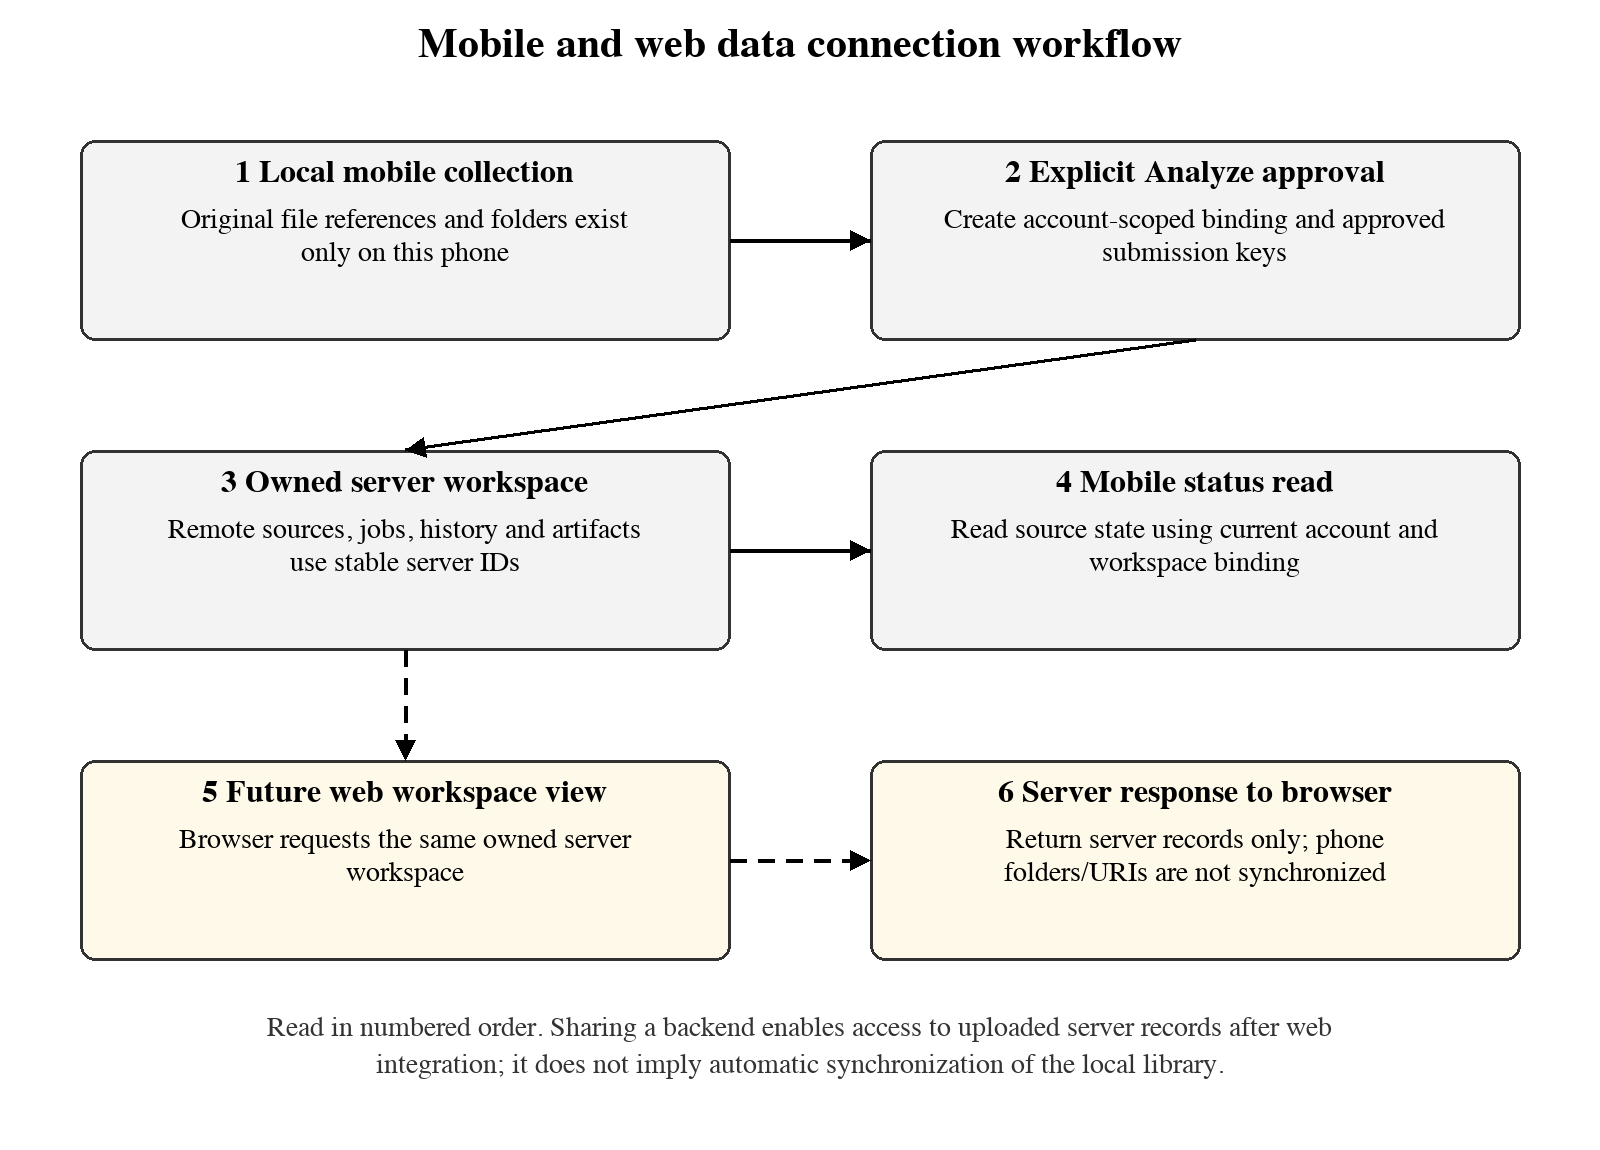 Mobile and web data connection workflow
1 Local mobile collection
Original file references and folders exist
only on this phone
2 Explicit Analyze approval
Create account-scoped binding and approved
submission keys
3 Owned server workspace
Remote sources, jobs, history and artifacts
use stable server IDs
4 Mobile status read
Read source state using current account and
workspace binding
5 Future web workspace view
Browser requests the same owned server
workspace
6 Server response to browser
Return server records only; phone
folders/URIs are not synchronized
Read in numbered order. Sharing a backend enables access to uploaded server records after web
integration; it does not imply automatic synchronization of the local library.